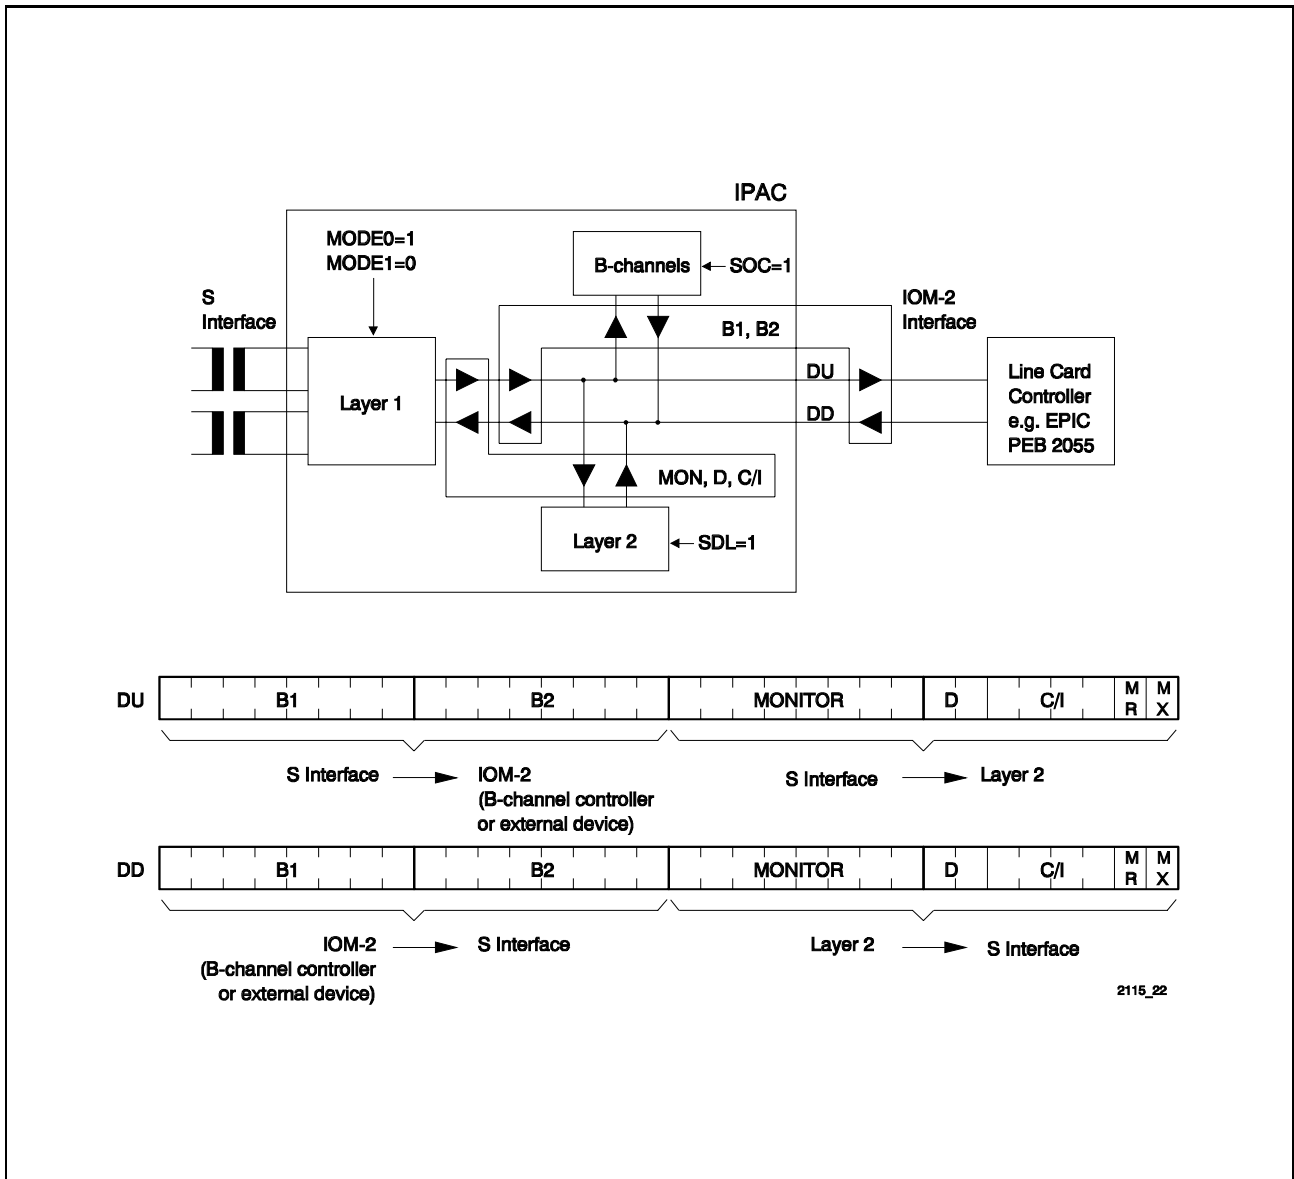 IPAC
MODE0=1
MODE1=0
B-channels
SOC=1
S
Interface
IOM-2
Interface
B1, B2
Layer 1
DU
DD
Line Card
Controller
e.g. EPIC
PEB 2055
MON, D, C/I
Layer 2
SDL=1
DU
B1
B2
MONITOR
D
C/I
M
R
M
X
S Interface
IOM-2
(B-channel controller
or external device)
S Interface
Layer 2
DD
B1
B2
MONITOR
D
C/I
M
R
M
X
IOM-2
(B-channel controller
or external device)
S Interface
Layer 2
S Interface
2115_22